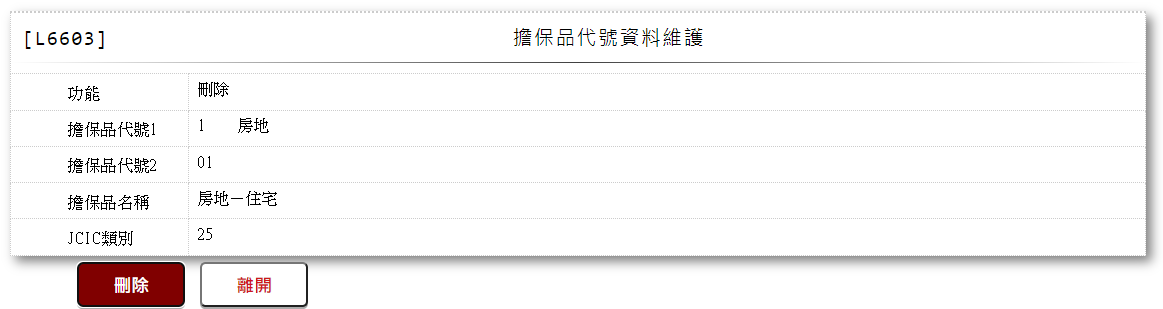 [L6603] 擔保品代號資料維護
功能 刪除
擔保品代號1 1 房地
擔保品代號2 01
擔保品名稱 房地－住宅
JCIC類別 25
刪除 離開